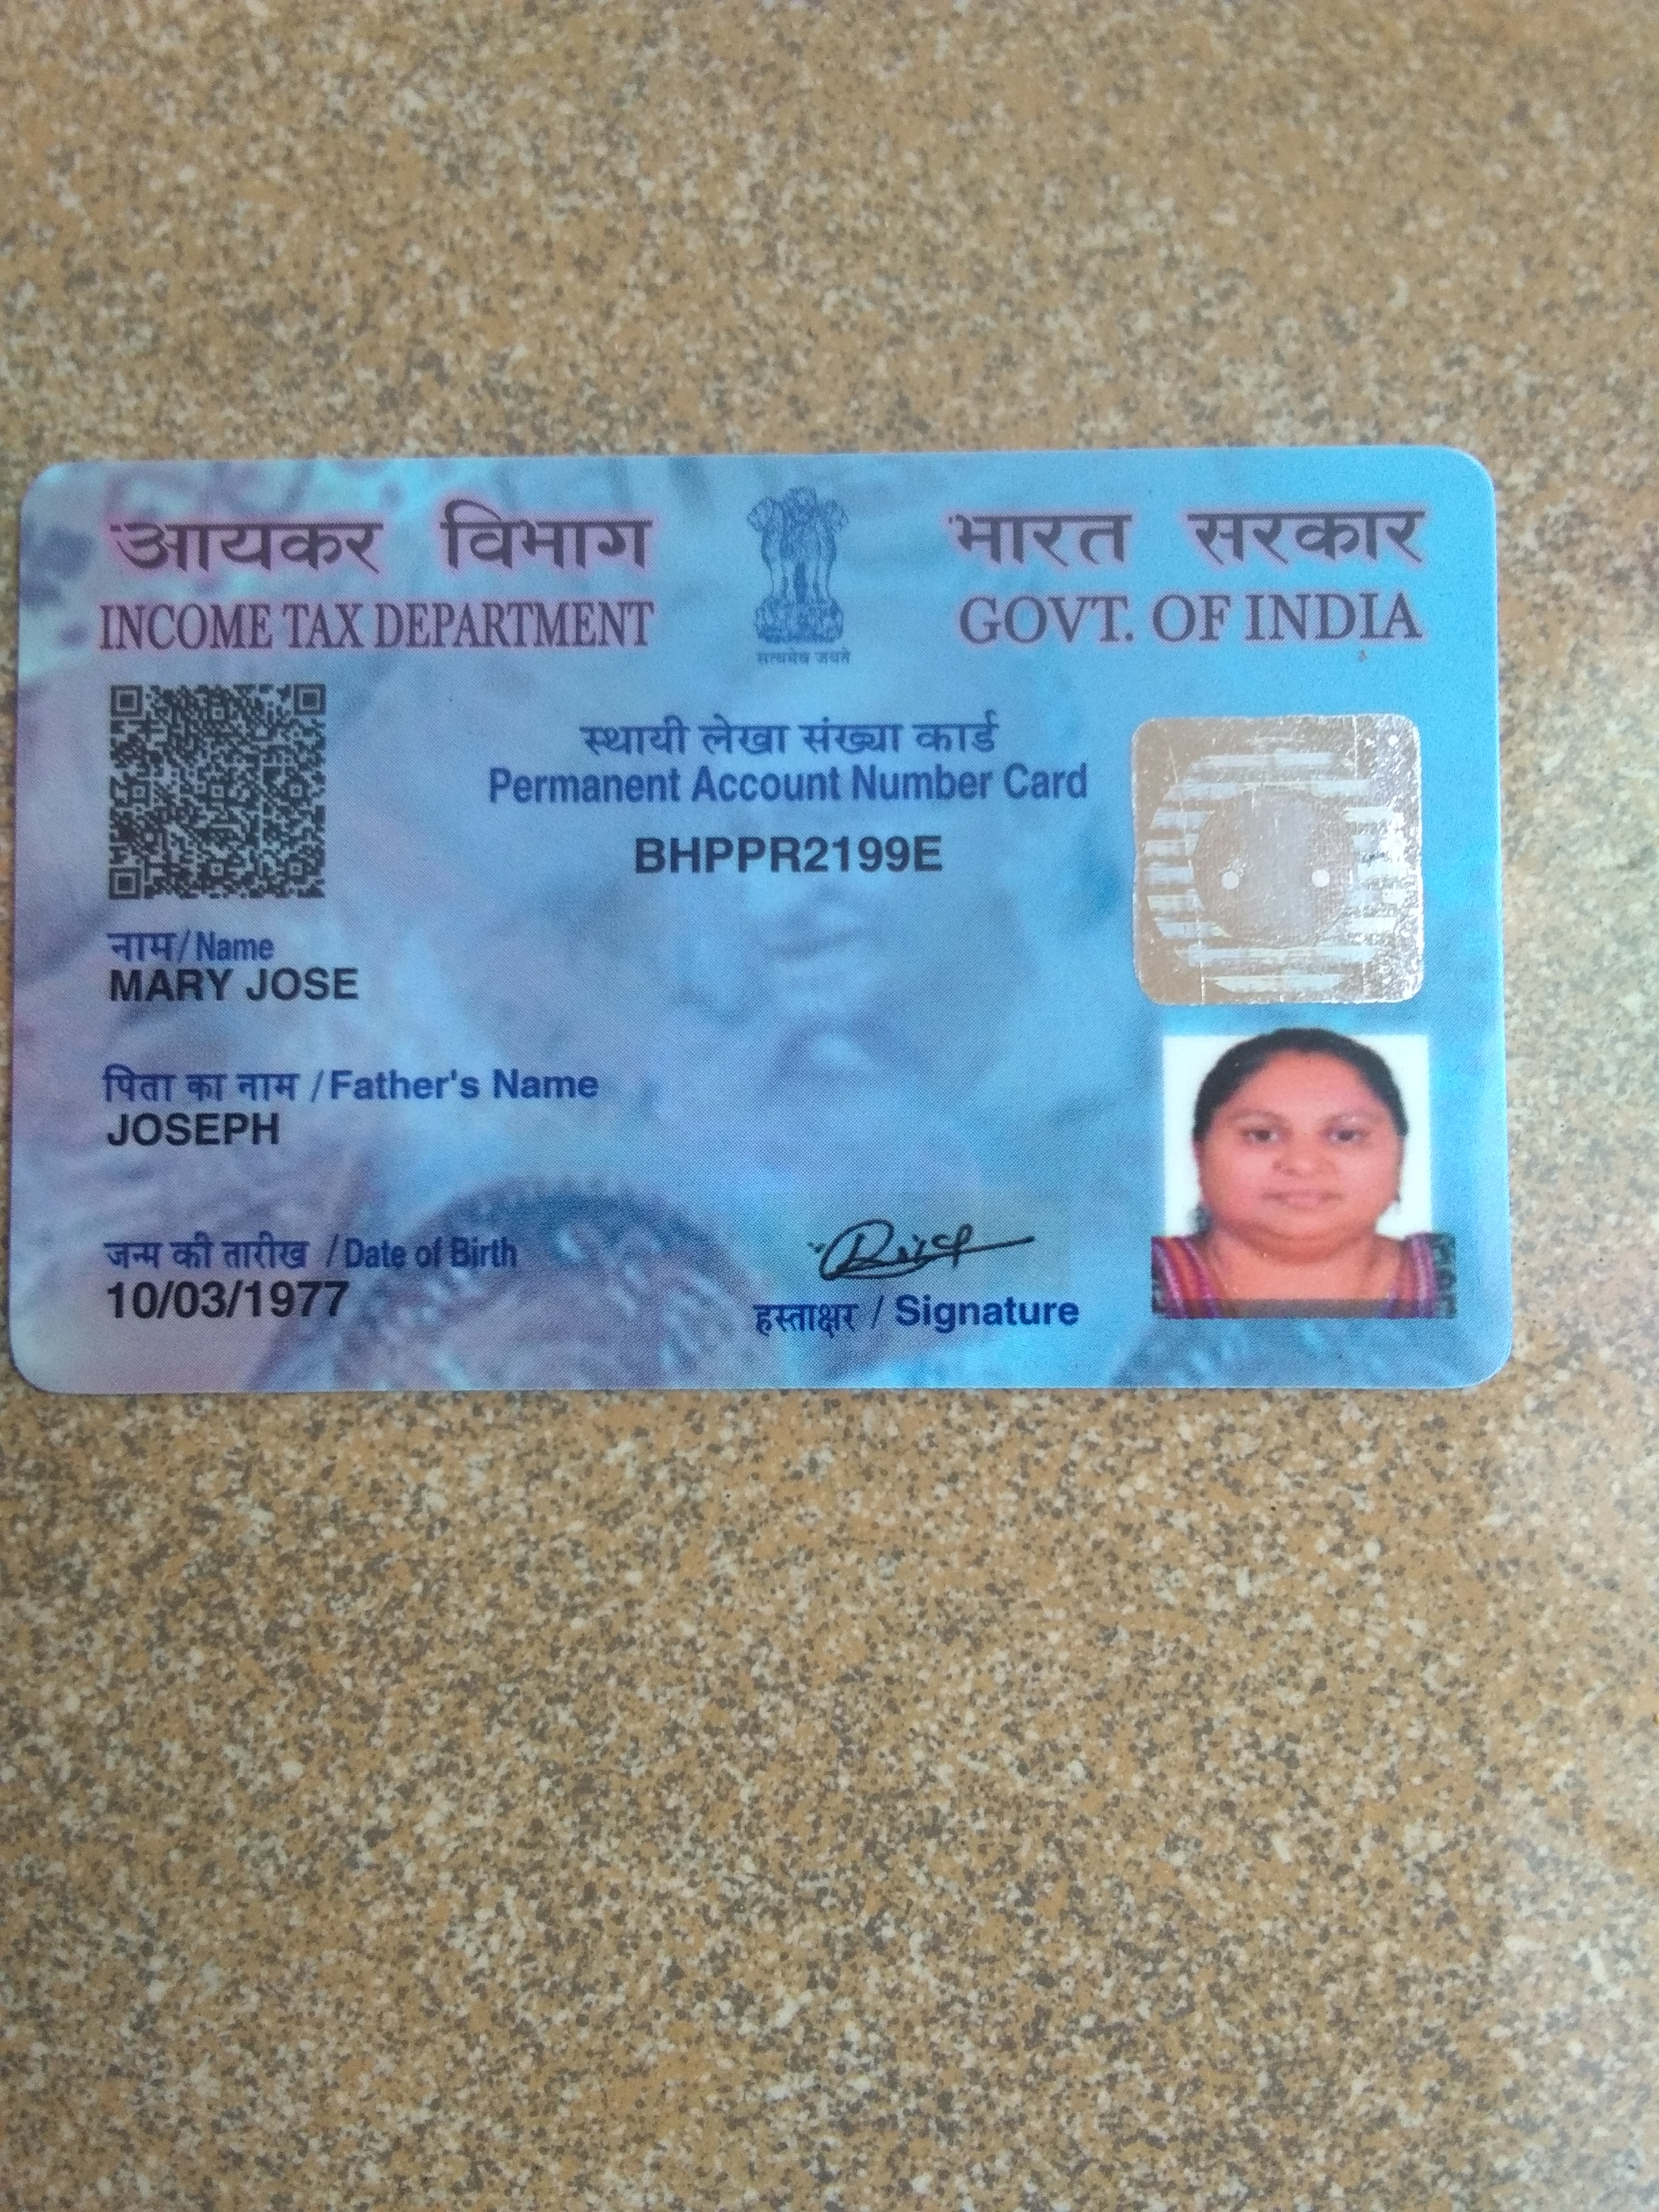 आयकर विभाग
INCOME TAX DEPARTMENT
सत्यमेव जयते
भारत सरकार
GOVT. OF INDIA
स्थायी लेखा संख्या कार्ड
Permanent Account Number Card
BHPPR2199E
नाम/Name
MARY JOSE
पिता का नाम /Father's Name
JOSEPH
जन्म की तारीख /Date of Birth
10/03/1977
हस्ताक्षर / Signature